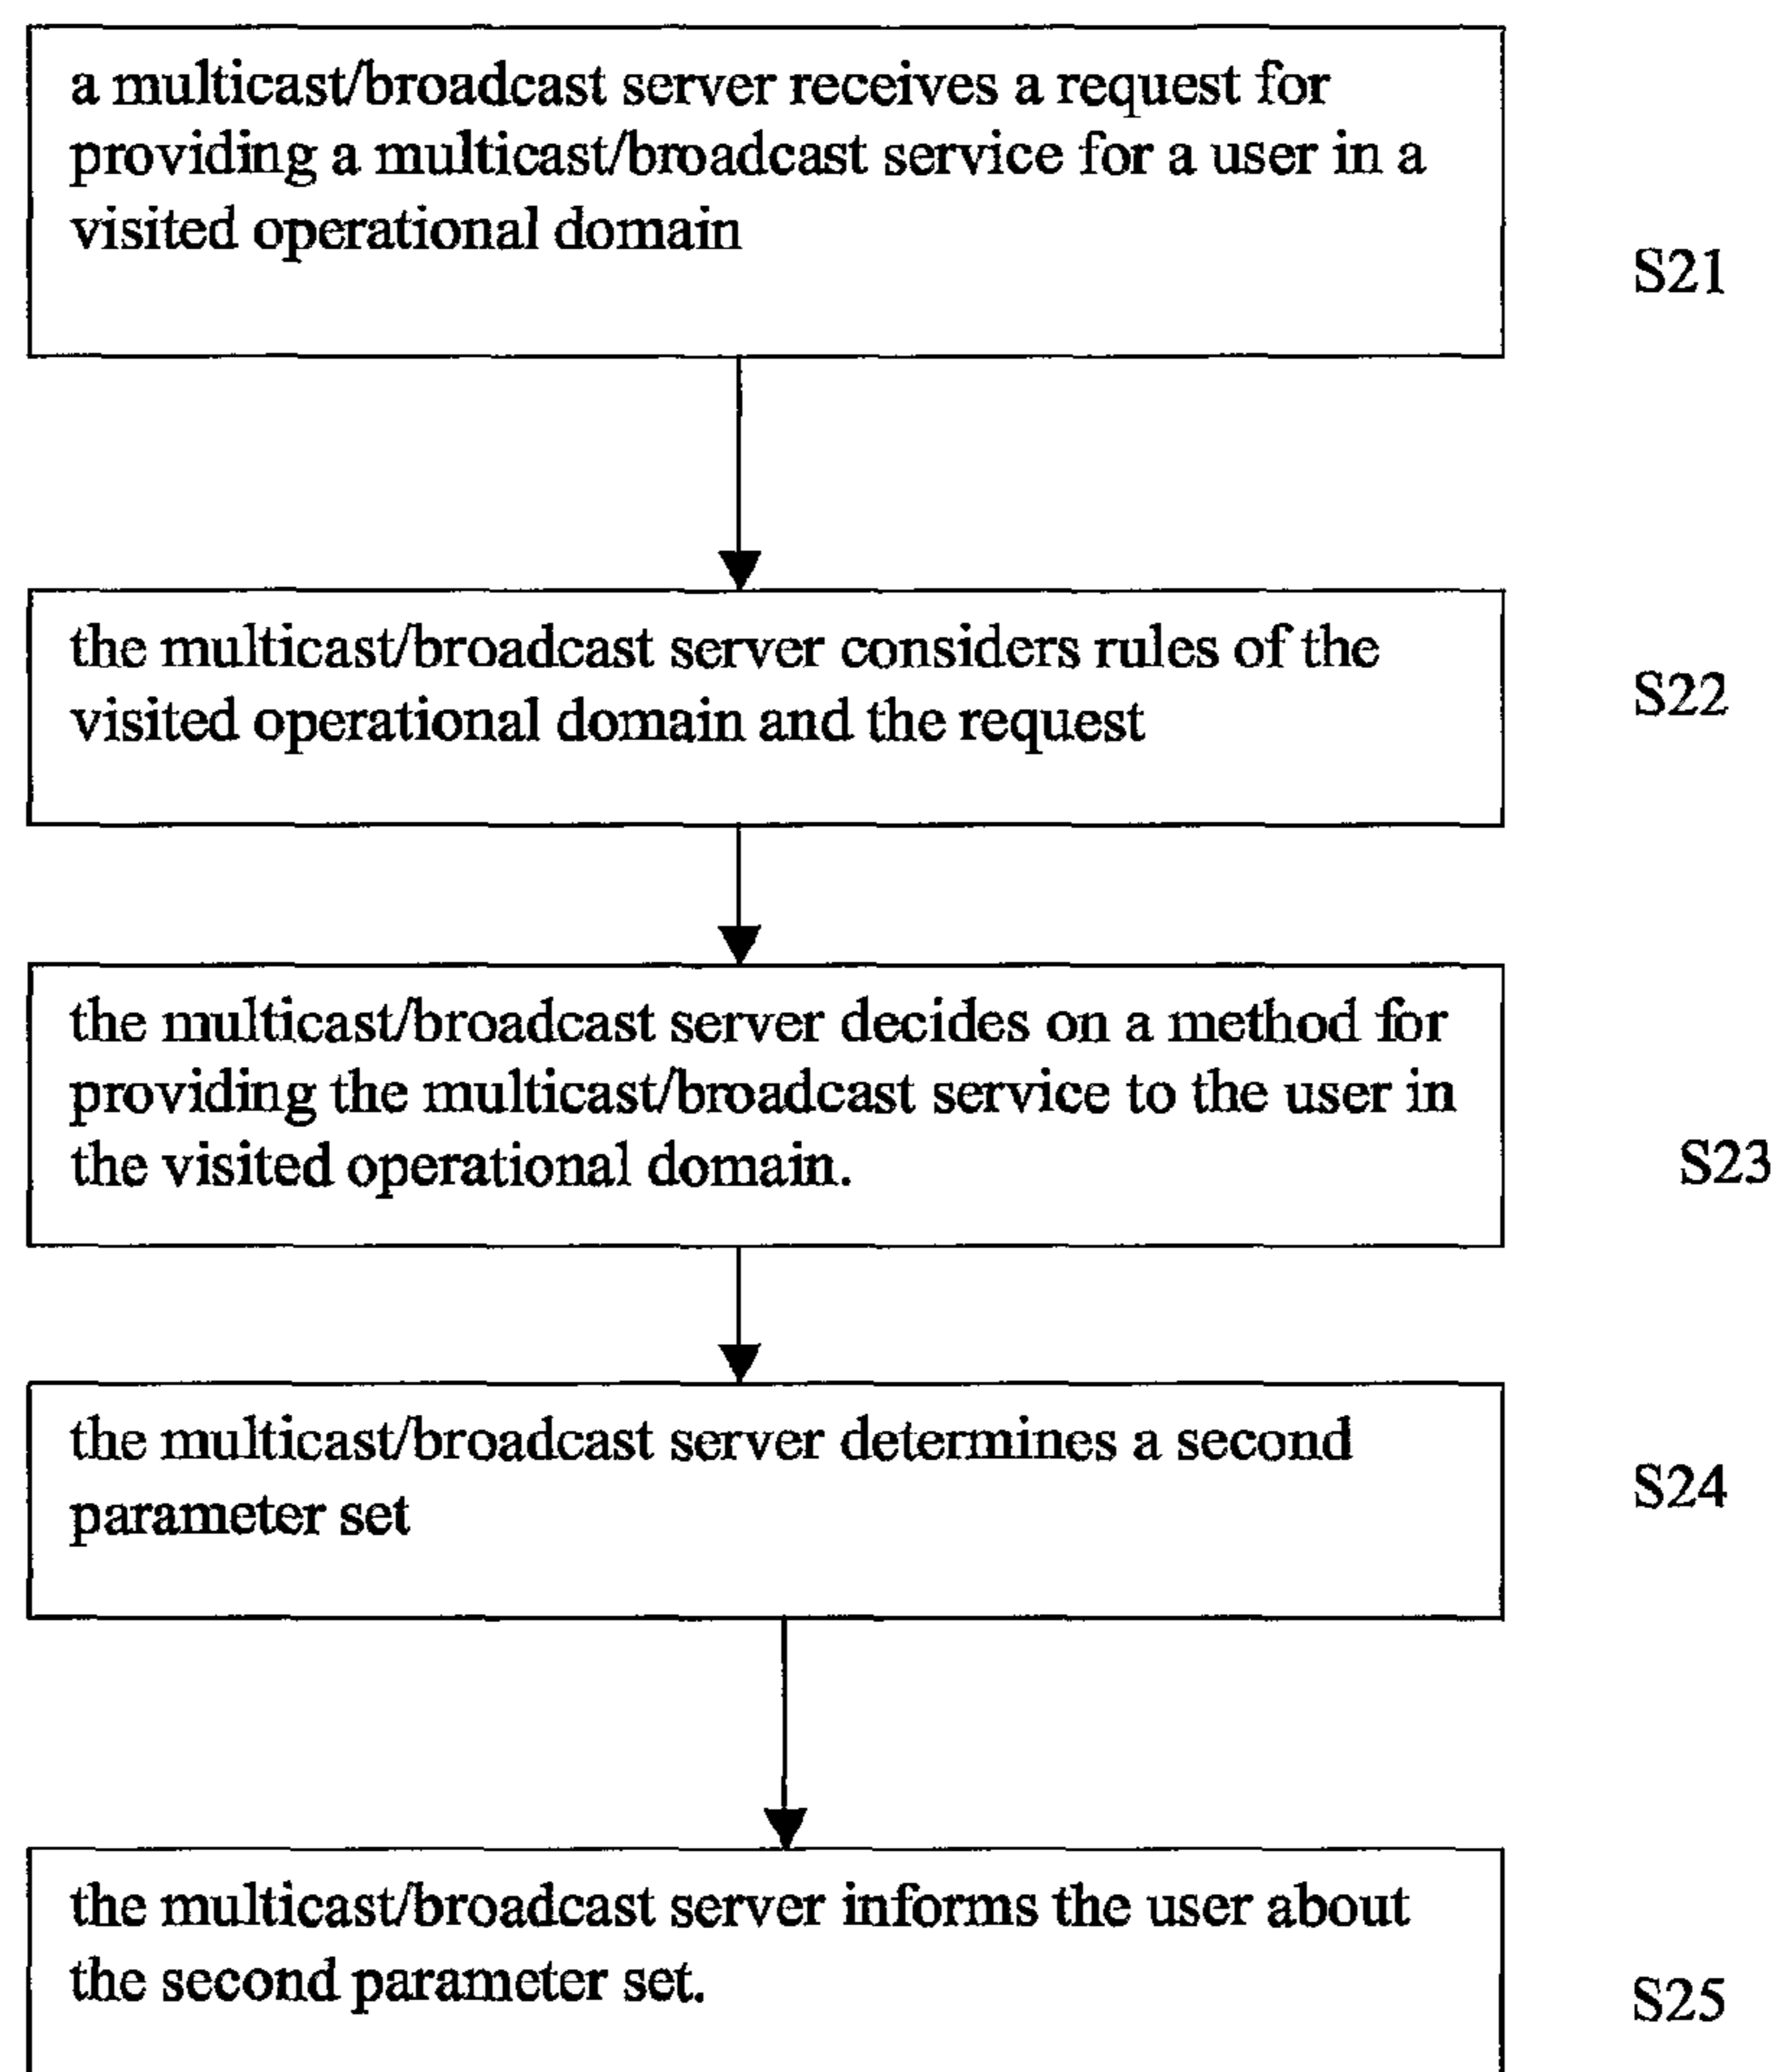 a multicast/broadcast server receives a request for
providing a multicast/broadcast service for a user in a
visited operational domain
S21
the multicast/broadcast server considers rules of the
visited operational domain and the request
S22
the multicast/broadcast server decides on a method for
providing the multicast/broadcast service to the user in
the visited operational domain.
S23
the multicast/broadcast server determines a second
parameter set
S24
the multicast/broadcast server informs the user about
the second parameter set.
S25